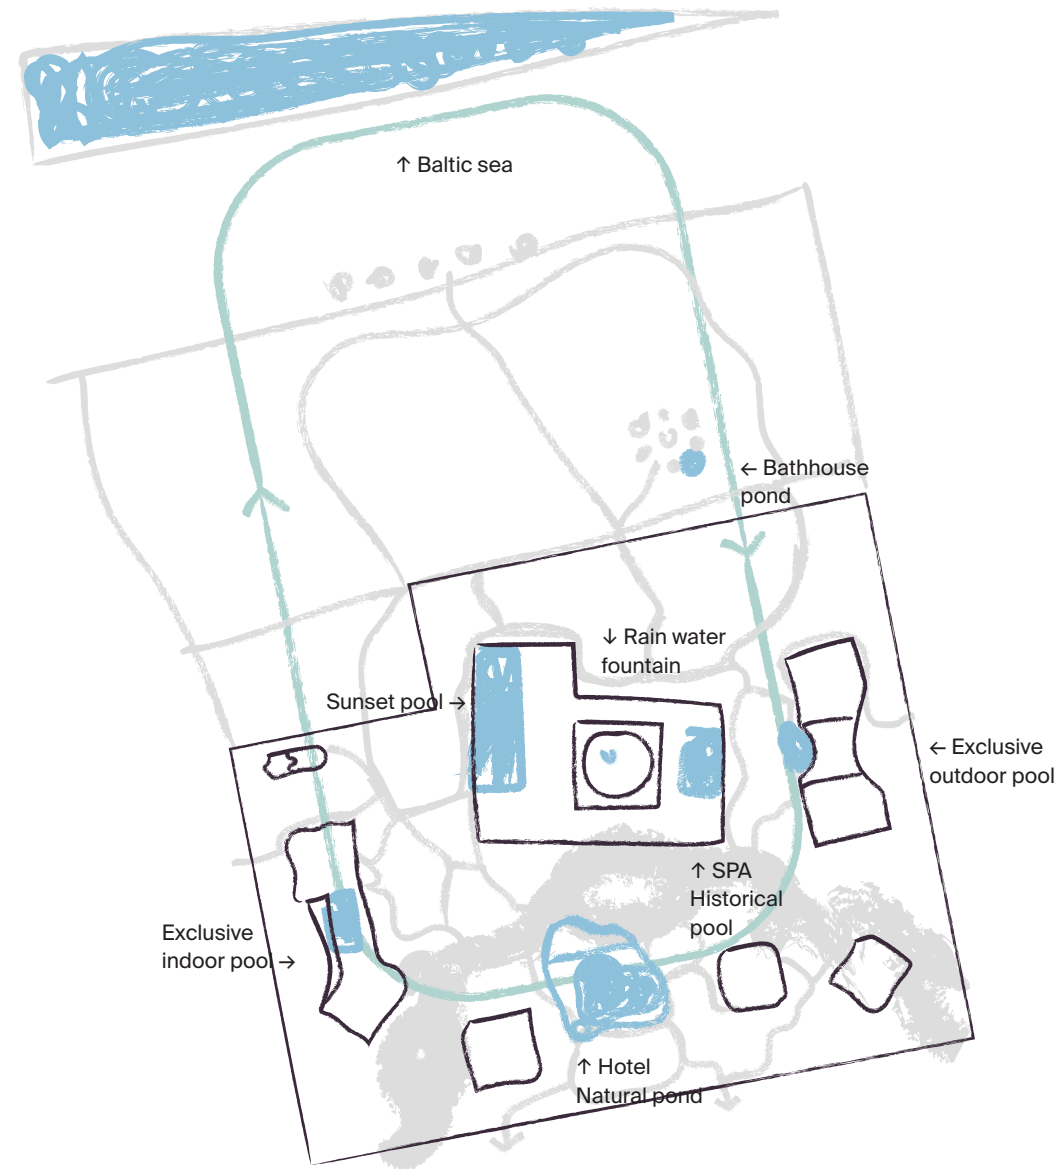 ↑ Baltic sea
← Bathhouse
pond
↓ Rain water
fountain
Sunset pool →
← Exclusive
outdoor pool
↑ SPA
Historical
pool
Exclusive
indoor pool →
↑ Hotel
Natural pond